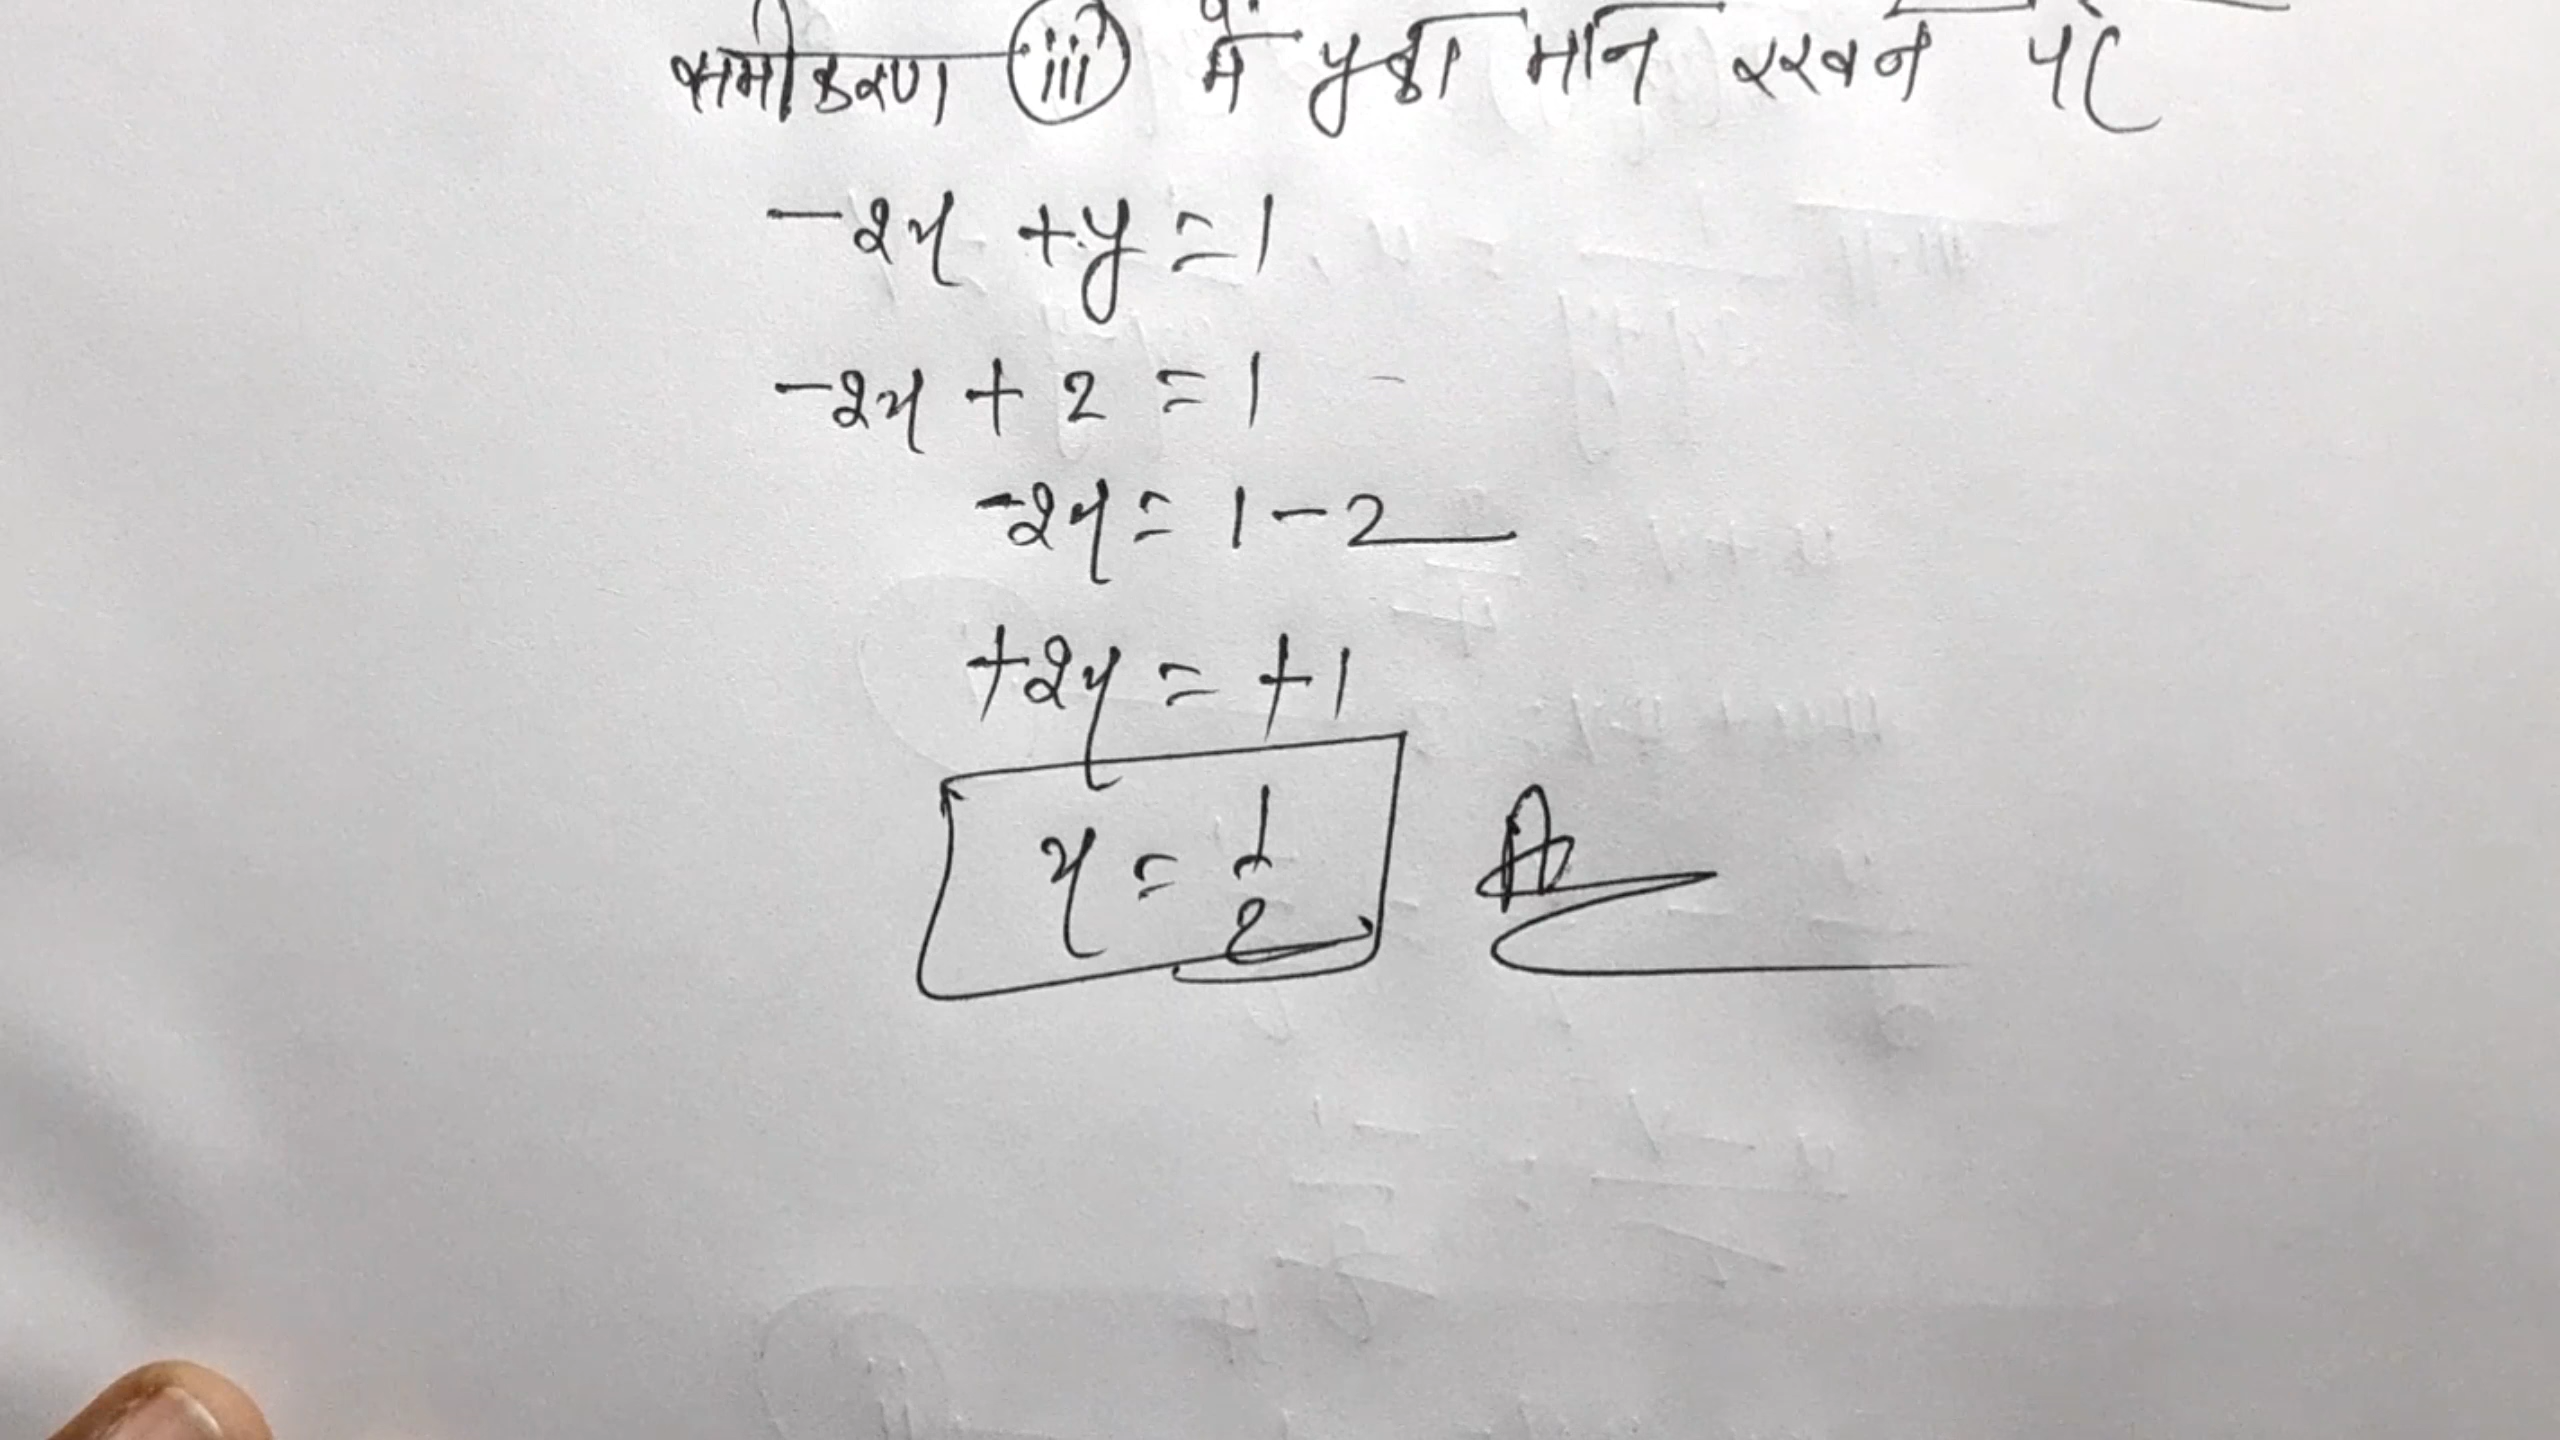 समीकरण (iii) में y का मान रखने पर
-2x + y = 1
-2x + 2 = 1
-2x = 1 - 2
+2x = +1
x = 1/2